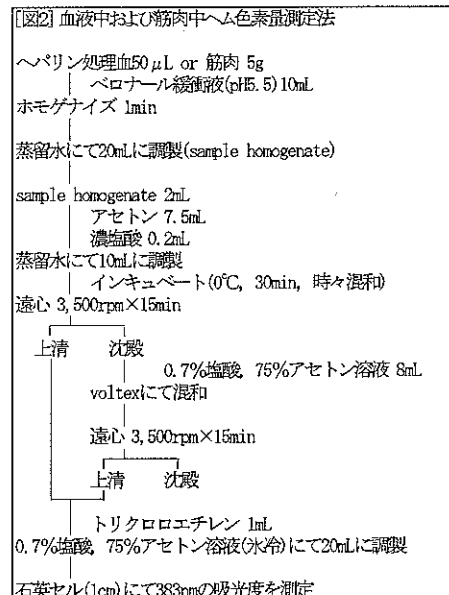 [図2] 血液中および筋肉中ヘム色素量測定法
ヘパリン処理血50μL or 筋肉 5g
ベロナール緩衝液(pH5.5)10mL
ホモゲナイズ 1min
蒸留水にて20mLに調製(sample homogenate)
sample homogenate 2mL
アセトン 7.5mL
濃塩酸 0.2mL
蒸留水にて10mLに調製
インキュベート(0℃, 30min, 時々混和)
遠心 3,500rpm×15min
上清 沈殿
0.7%塩酸, 75%アセトン溶液 8mL
voltexにて混和
遠心 3,500rpm×15min
上清 沈殿
トリクロロエチレン 1mL
0.7%塩酸, 75%アセトン溶液(氷冷)にて20mLに調製
石英セル(1cm)にて383nmの吸光度を測定